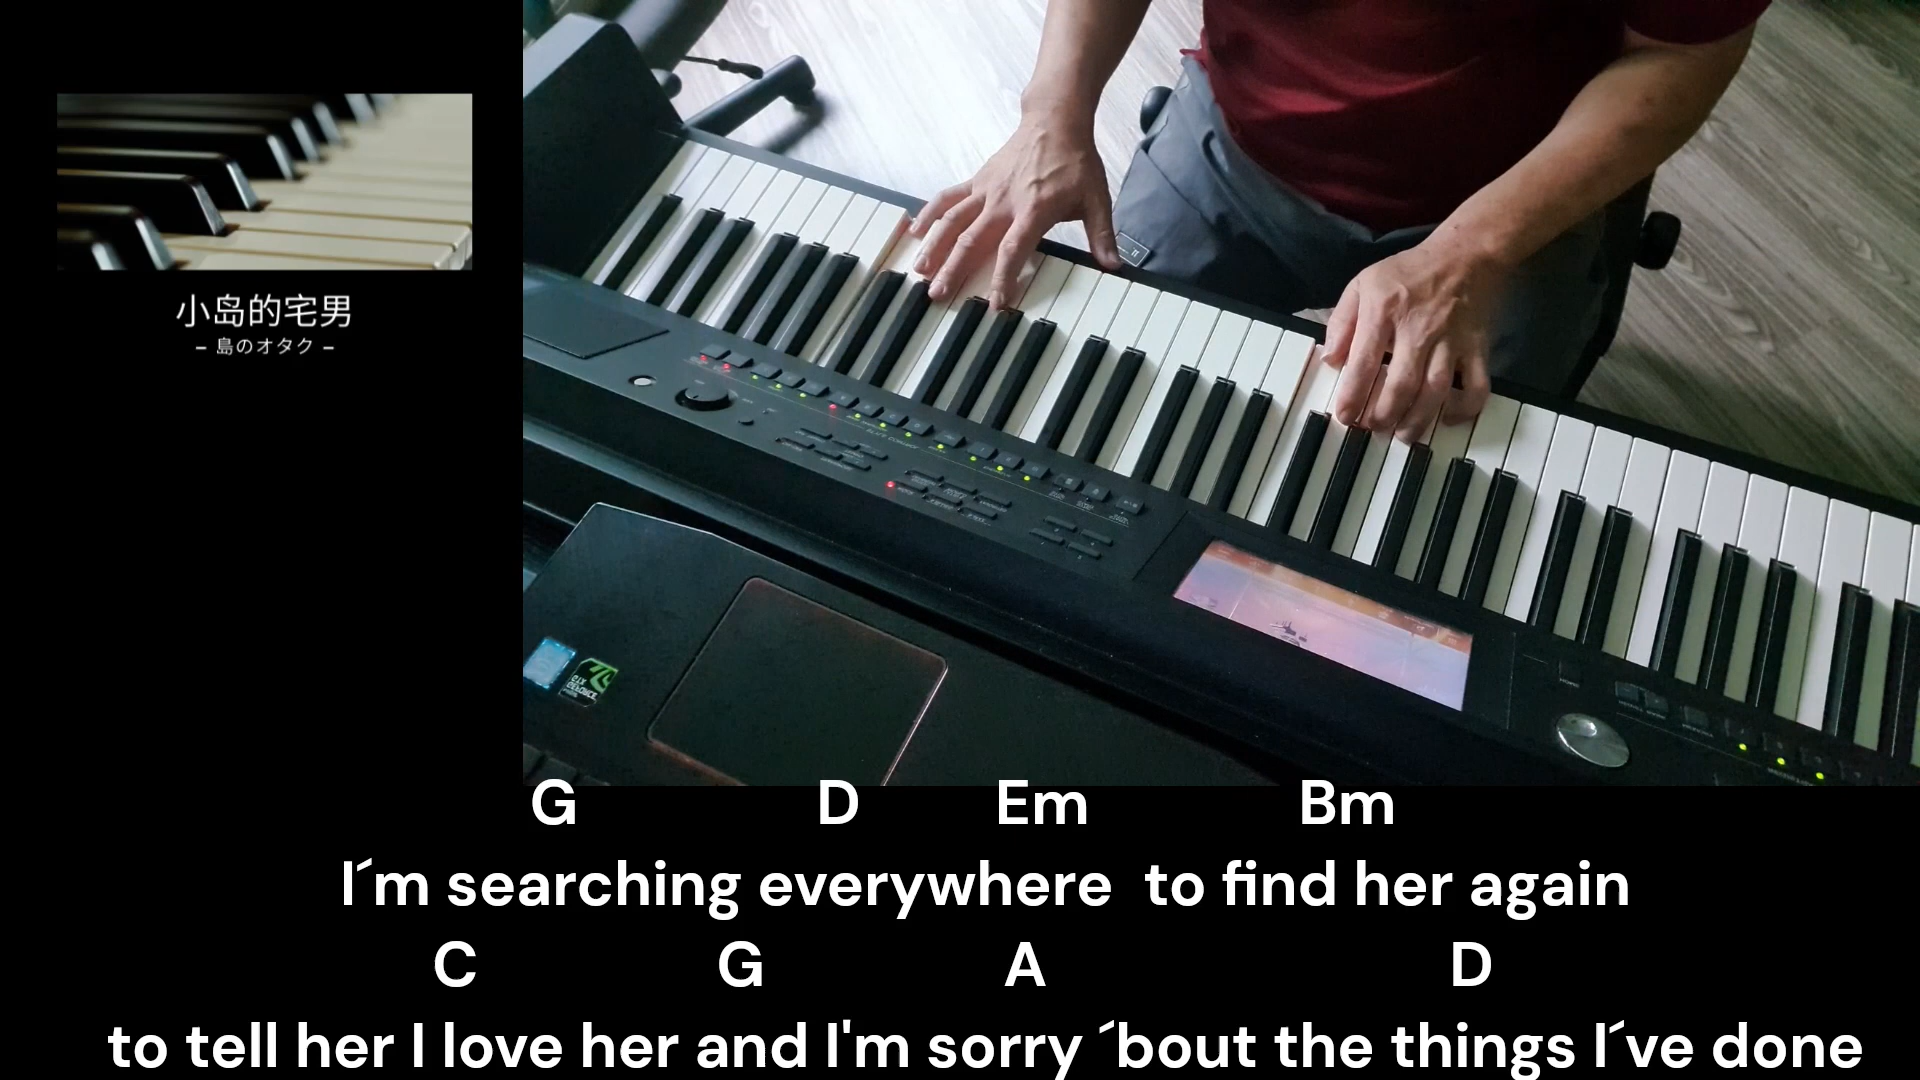 小岛的宅男
– 島のオタク –
G D Em Bm
I´m searching everywhere to find her again
C G A D
to tell her I love her and I'm sorry ´bout the things I´ve done